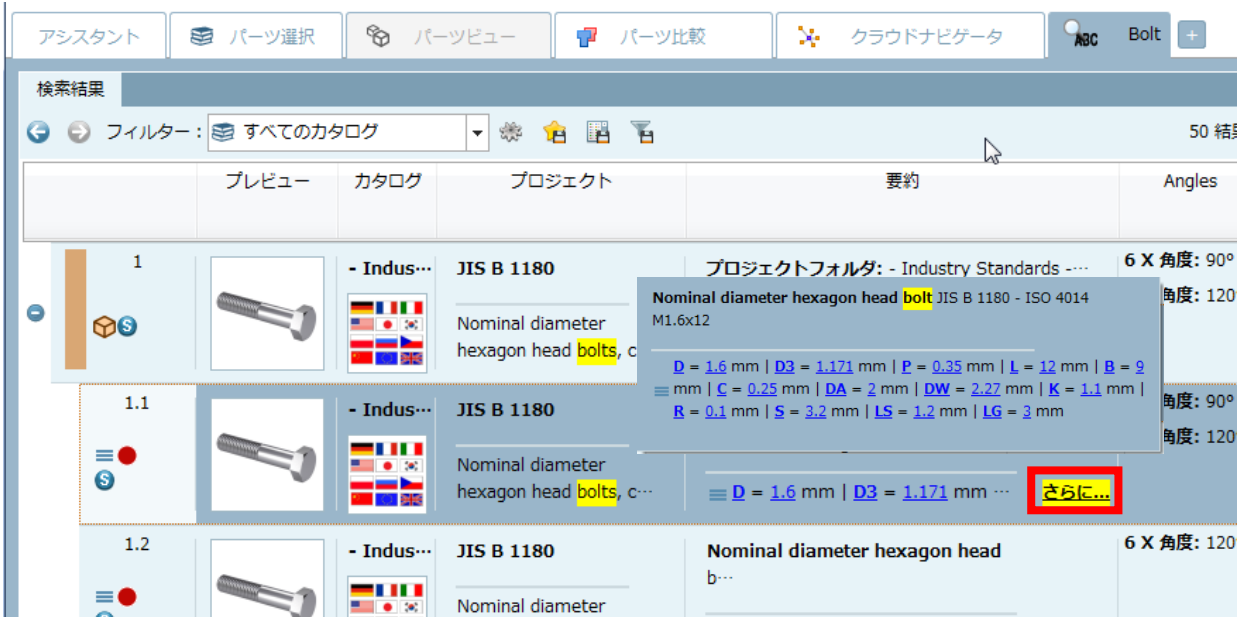 アシスタント パーツ選択 パーツビュー パーツ比較 クラウドナビゲータ ABC Bolt +
検索結果
フィルター : すべてのカタログ 50 結果
プレビュー カタログ プロジェクト 要約 Angles
1 - Indus… JIS B 1180 プロジェクトフォルダ: - Industry Standards -… 6 X 角度: 90°
Nominal diameter
hexagon head bolts, c
角度: 120°
Nominal diameter hexagon head bolt JIS B 1180 - ISO 4014
M1.6x12
D = 1.6 mm | D3 = 1.171 mm | P = 0.35 mm | L = 12 mm | B = 9
mm | C = 0.25 mm | DA = 2 mm | DW = 2.27 mm | K = 1.1 mm |
R = 0.1 mm | S = 3.2 mm | LS = 1.2 mm | LG = 3 mm
1.1 - Indus… JIS B 1180 角度: 90°
角度: 120
Nominal diameter
hexagon head bolts, c… D = 1.6 mm | D3 = 1.171 mm … さらに...
1.2 - Indus… JIS B 1180 Nominal diameter hexagon head 6 X 角度: 120°
b…
Nominal diameter